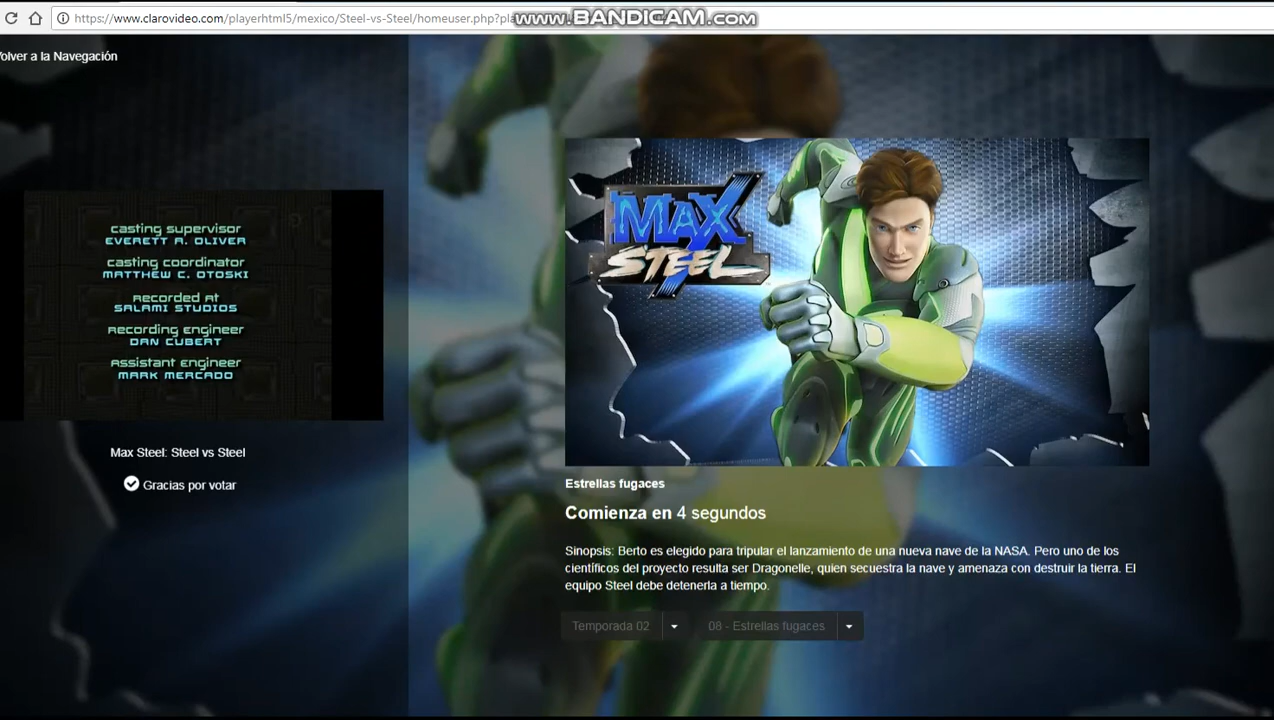 https://www.clarovideo.com/playerhtml5/mexico/Steel-vs-Steel/homeuser.php?pla
www.BANDICAM.com
Volver a la Navegación
casting supervisor
EVERETT A. OLIVER
casting coordinator
MATTHEW C. OTOSKI
Recorded At
SALAMI STUDIOS
Recording engineer
DAN CUBERT
Assistant engineer
MARK MERCADO
Max Steel: Steel vs Steel
Gracias por votar
MAX
STEEL
Estrellas fugaces
Comienza en 4 segundos
Sinopsis: Berto es elegido para tripular el lanzamiento de una nueva nave de la NASA. Pero uno de los
científicos del proyecto resulta ser Dragonelle, quien secuestra la nave y amenaza con destruir la tierra. El
equipo Steel debe detenerla a tiempo.
Temporada 02
08 - Estrellas fugaces